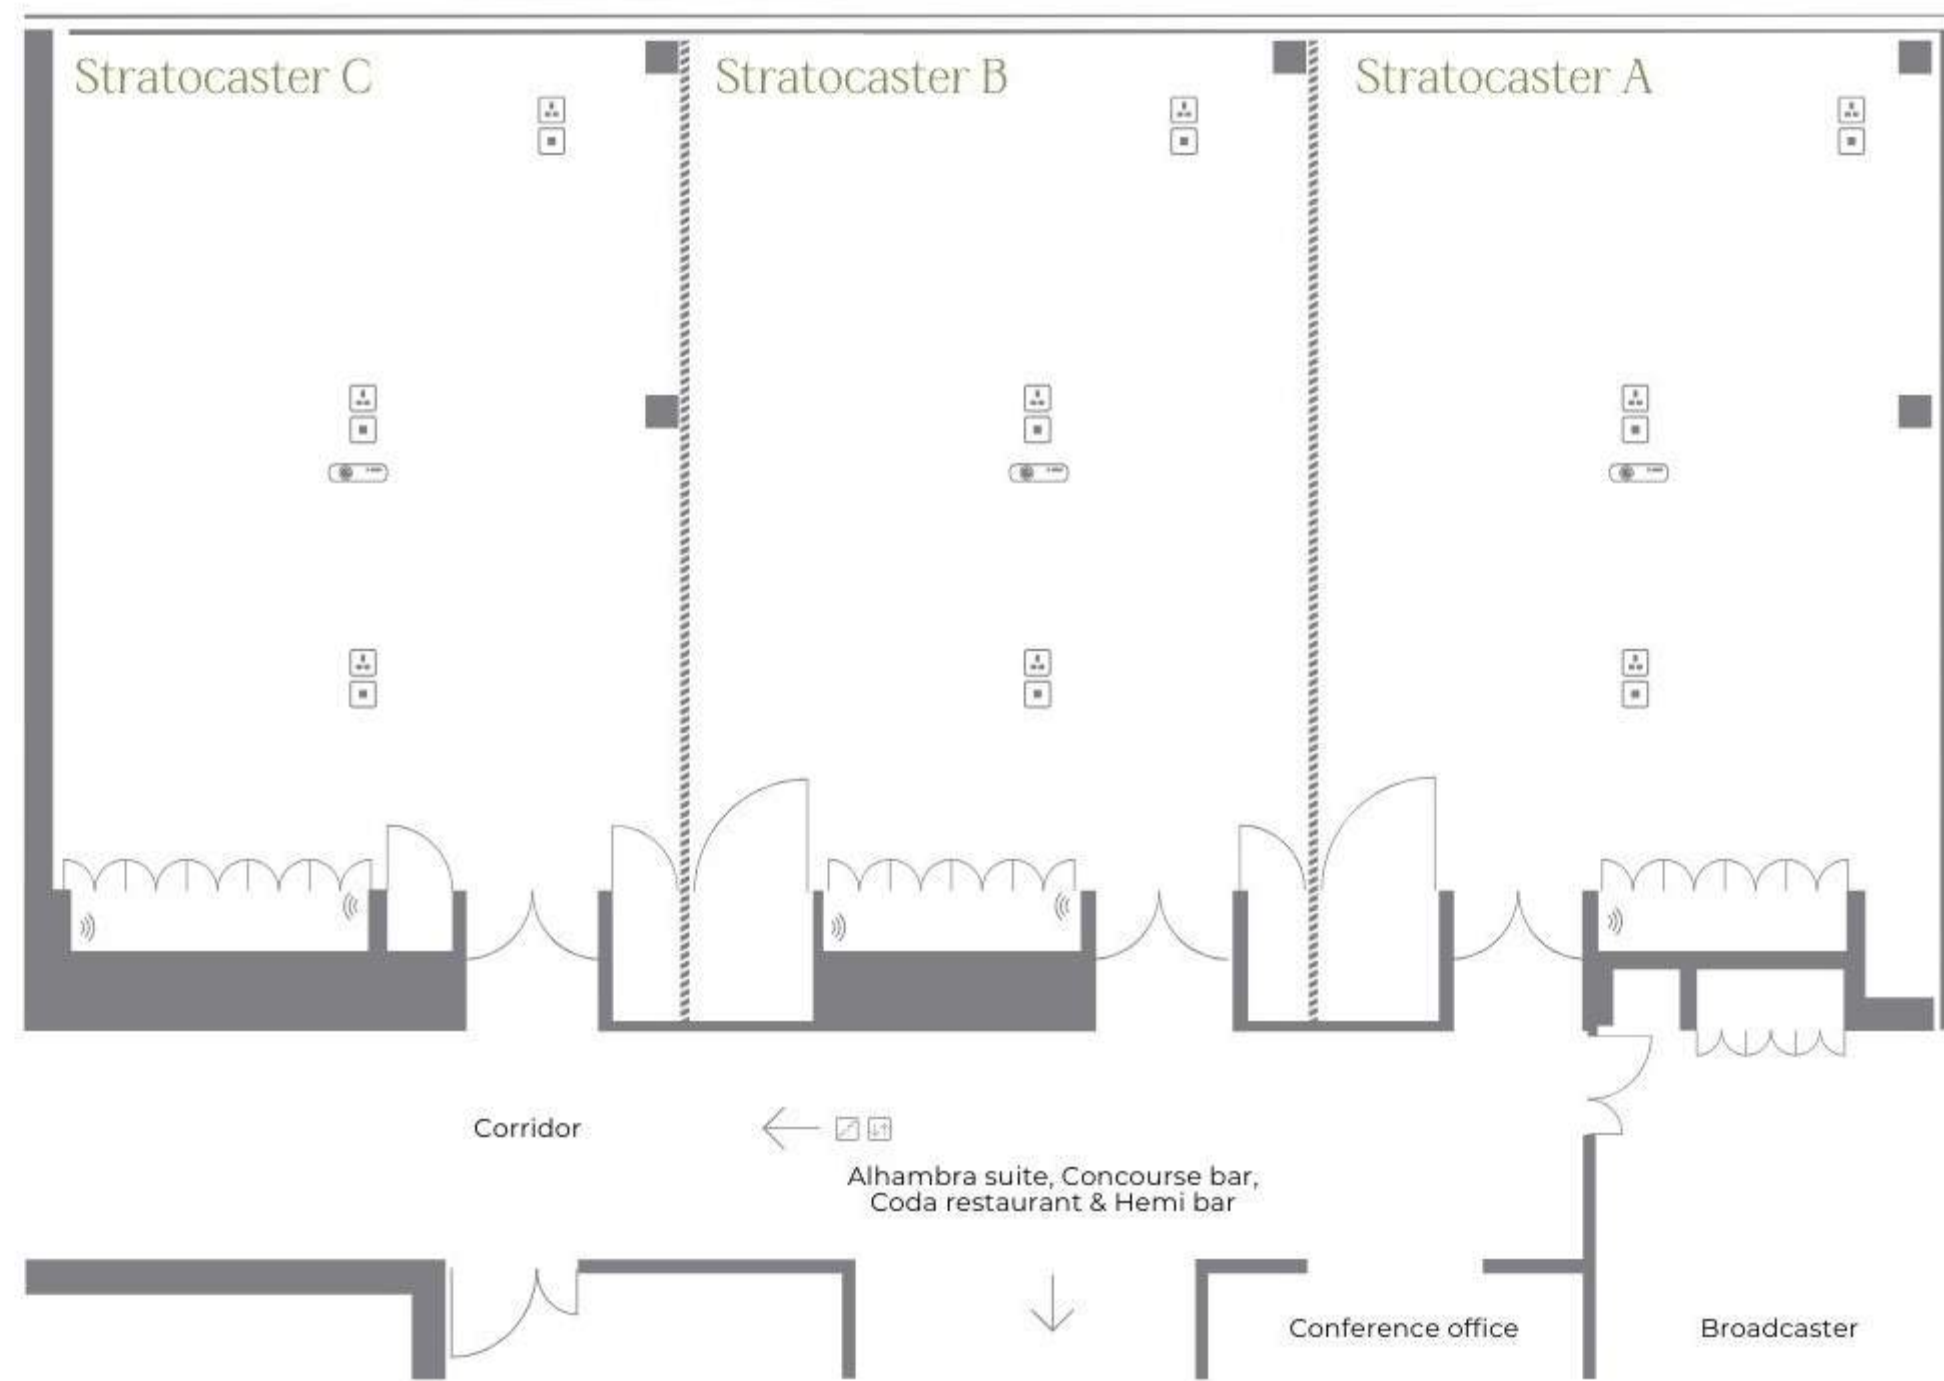 Stratocaster C
Stratocaster B
Stratocaster A
Corridor
Alhambra suite, Concourse bar,
Coda restaurant & Hemi bar
Conference office
Broadcaster